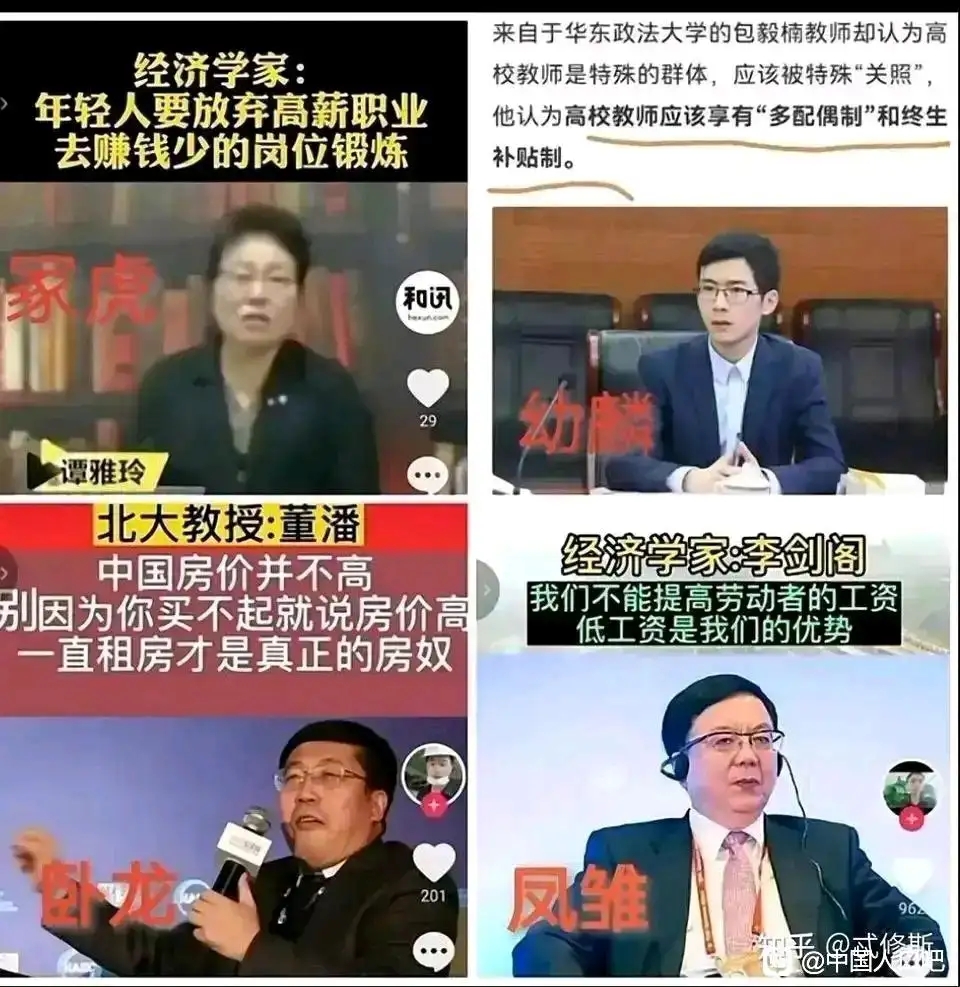 经济学家：
年轻人要放弃高薪职业
去赚钱少的岗位锻炼
冢虎
和讯
hexun.com
29
谭雅玲
来自于华东政法大学的包毅楠教师却认为高
校教师是特殊的群体，应该被特殊“关照”，
他认为高校教师应该享有“多配偶制”和终生
补贴制。
幼麟
北大教授:董潘
中国房价并不高
别因为你买不起就说房价高
一直租房才是真正的房奴
卧龙
201
经济学家:李剑阁
我们不能提高劳动者的工资
低工资是我们的优势
凤雏
962
知乎 @弍修斯